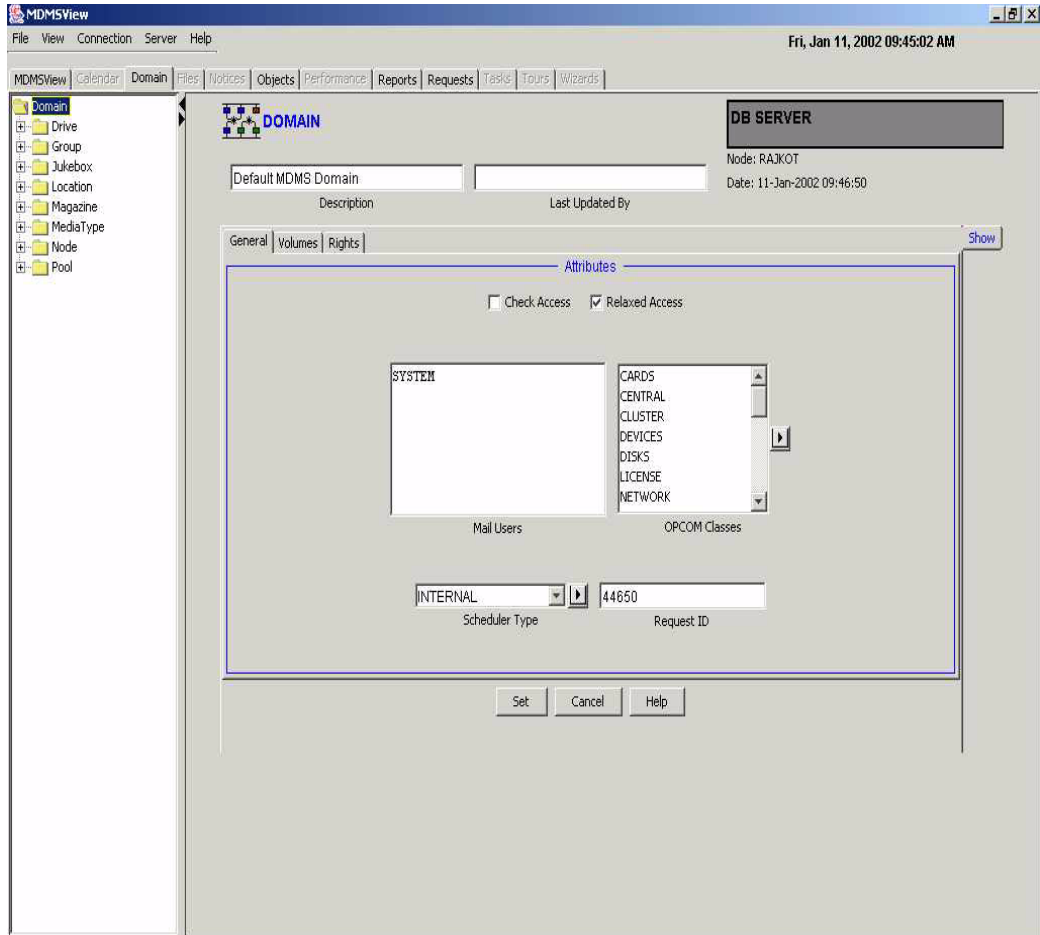 MDMSView
File View Connection Server Help
Fri, Jan 11, 2002 09:45:02 AM
MDMSView Calendar Domain Files Notices Objects Performance Reports Requests Tasks Tours Wizards
Domain
Drive
Group
Jukebox
Location
Magazine
MediaType
Node
Pool
DOMAIN
DB SERVER
Node: RAJKOT
Date: 11-Jan-2002 09:46:50
Default MDMS Domain
Description
Last Updated By
Show
General Volumes Rights
Attributes
Check Access Relaxed Access
SYSTEM
CARDS
CENTRAL
CLUSTER
DEVICES
DISKS
LICENSE
NETWORK
Mail Users
OPCOM Classes
INTERNAL
44650
Scheduler Type
Request ID
Set Cancel Help